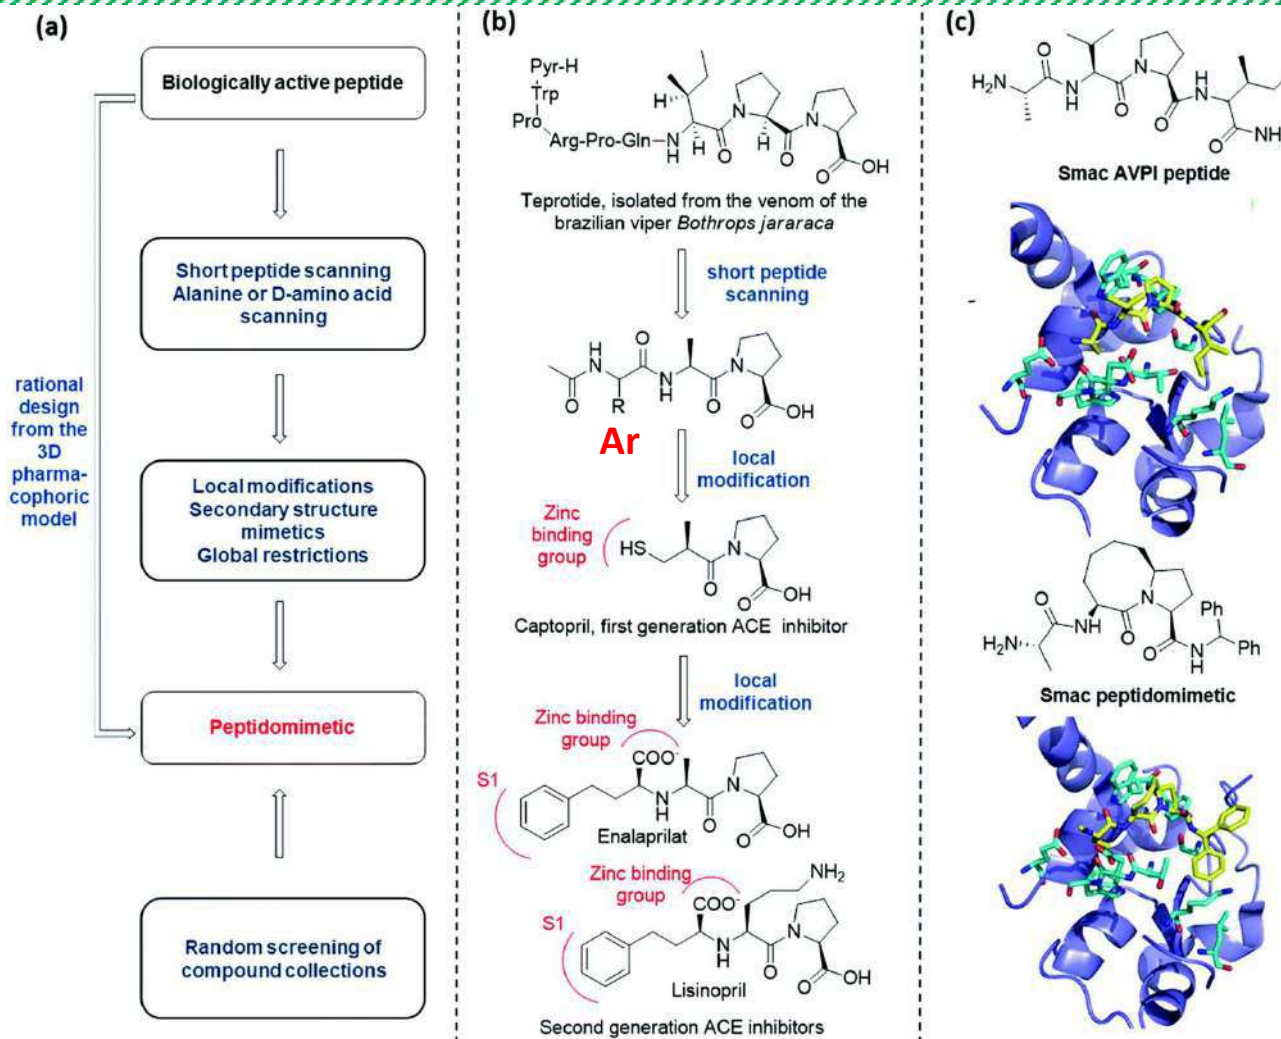 (a)
Biologically active peptide
Short peptide scanning
Alanine or D-amino acid
scanning
rational
design
from the
3D
pharma-
cophoric
model
Local modifications
Secondary structure
mimetics
Global restrictions
Peptidomimetic
Random screening of
compound collections
(b)
Pyr-H
Trp
Pro
Arg-Pro-Gln
N
H
H
H
O
N
H
O
N
O
OH
Teprotide, isolated from the venom of the
brazilian viper Bothrops jararaca
short peptide
scanning
H
N
O
R
O
N
H
O
N
O
OH
Ar
local
modification
Zinc
binding
group
HS
O
N
O
OH
Captopril, first generation ACE inhibitor
local
modification
Zinc binding
group
S1
COO-
N
H
O
N
O
OH
Enalaprilat
Zinc binding
group
S1
COO-
NH2
N
H
O
N
O
OH
Lisinopril
Second generation ACE inhibitors
(c)
H2N
O
N
H
O
N
O
HN
O
NH
Smac AVPI peptide
H2N
O
NH
O
N
O
NH
Ph
Ph
Smac peptidomimetic